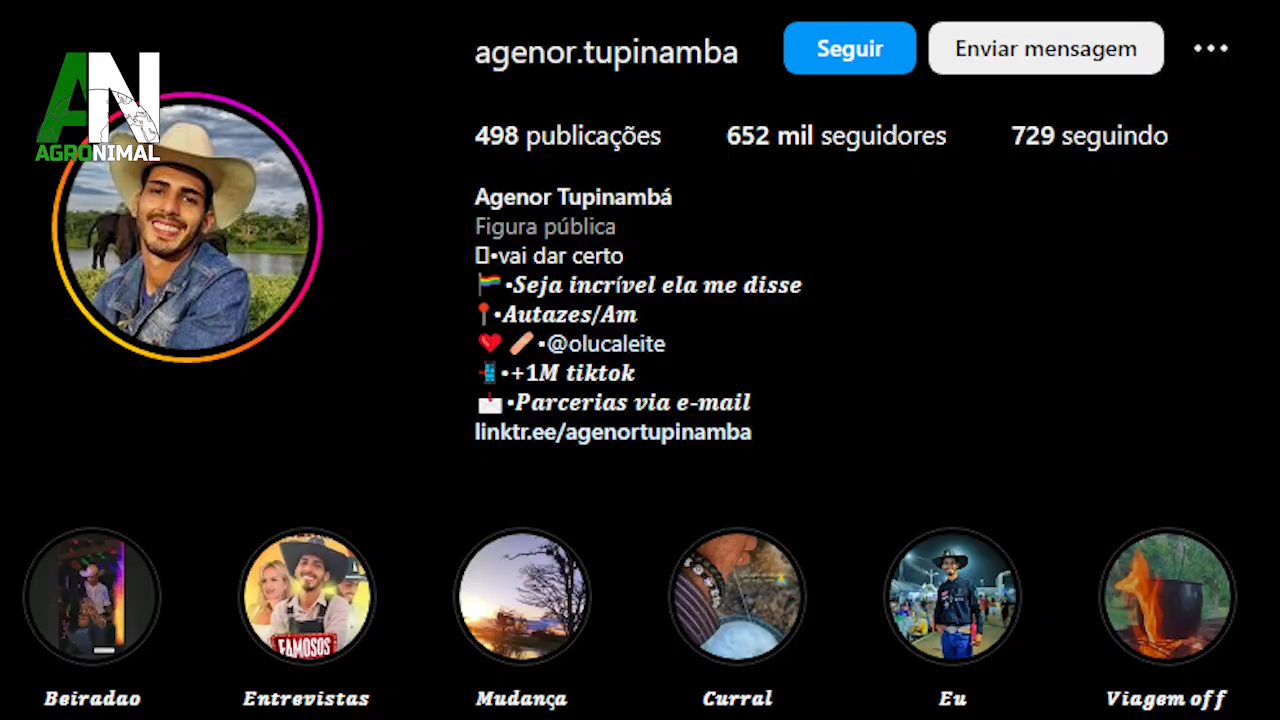 agenor.tupinamba
Seguir
Enviar mensagem
AN
AGRONIMAL
498 publicações
652 mil seguidores
729 seguindo
Agenor Tupinambá
Figura pública
•vai dar certo
🏳️‍🌈•Seja incrível ela me disse
📍•Autazes/Am
❤️🩹•@olucaleite
📲•+1M tiktok
📩•Parcerias via e-mail
linktr.ee/agenortupinamba
FAMOSOS
Beiradao
Entrevistas
Mudança
Curral
Eu
Viagem off